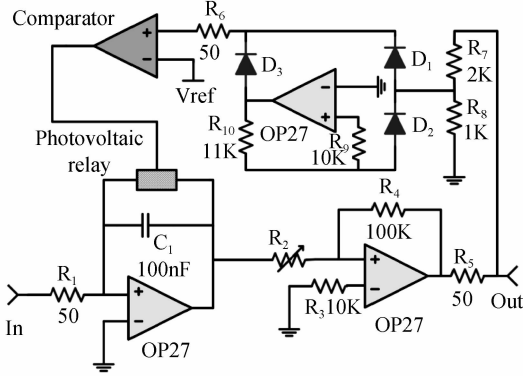 Comparator
R6
50
+
−
Vref
D3
D1
D2
R7
2K
R8
1K
−
+
OP27
R10
11K
R9
10K
Photovoltaic
relay
C1
100nF
R1
50
In
+
−
OP27
R2
R4
100K
+
−
R3 10K
OP27
R5
50
Out